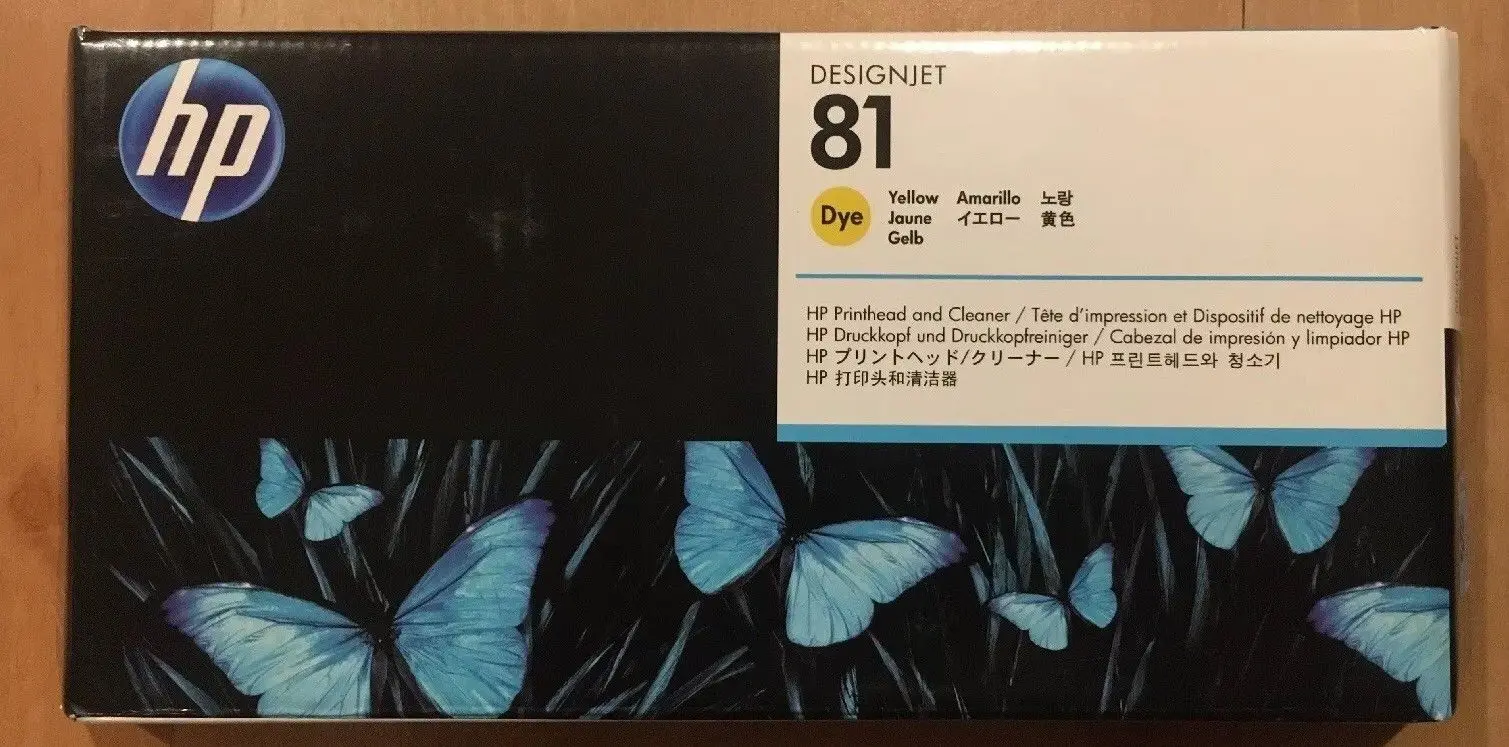 hp
DESIGNJET
81
Dye
Yellow Amarillo 노랑
Jaune イエロー 黄色
Gelb
HP Printhead and Cleaner / Tête d'impression et Dispositif de nettoyage HP
HP Druckkopf und Druckkopfreiniger / Cabezal de impresión y limpiador HP
HP プリントヘッド/クリーナー / HP 프린트헤드와 청소기
HP 打印头和清洁器